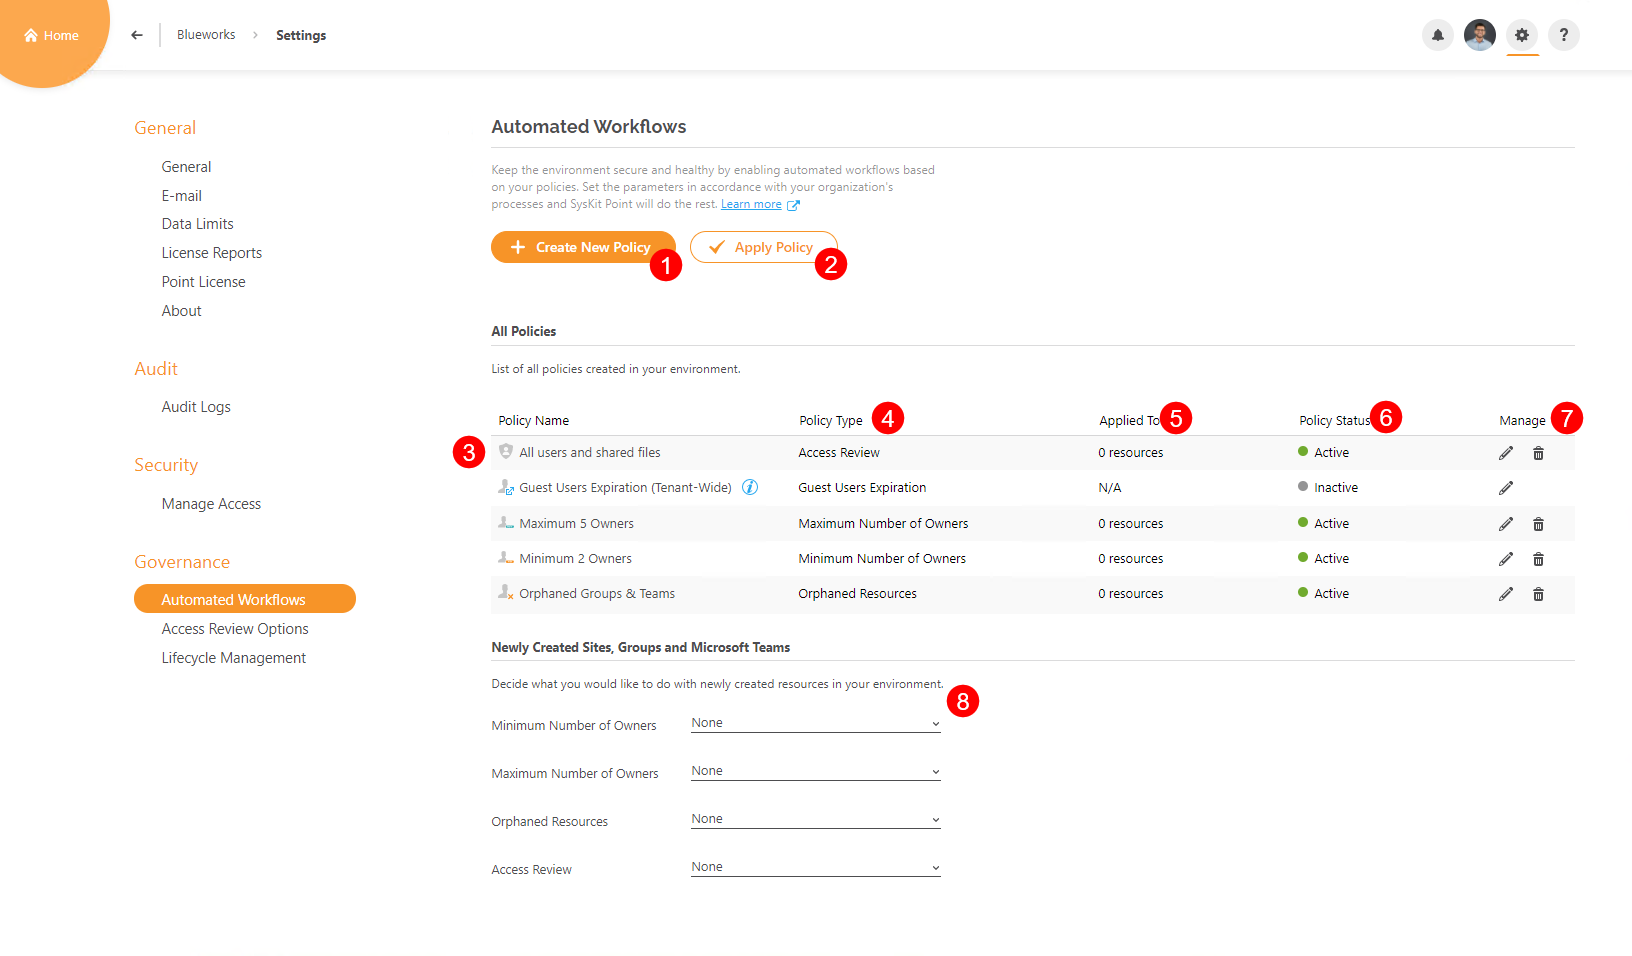 Home
Blueworks
Settings
?
General
General
E-mail
Data Limits
License Reports
Point License
About
Audit
Audit Logs
Security
Manage Access
Governance
Automated Workflows
Access Review Options
Lifecycle Management
Automated Workflows
Keep the environment secure and healthy by enabling automated workflows based
on your policies. Set the parameters in accordance with your organization's
processes and SysKit Point will do the rest. Learn more
Create New Policy 1 Apply Policy 2
All Policies
List of all policies created in your environment.
Policy Name Policy Type 4 Applied To 5 Policy Status 6 Manage 7
3 All users and shared files Access Review 0 resources Active
Guest Users Expiration (Tenant-Wide) i Guest Users Expiration N/A Inactive
Maximum 5 Owners Maximum Number of Owners 0 resources Active
Minimum 2 Owners Minimum Number of Owners 0 resources Active
Orphaned Groups & Teams Orphaned Resources 0 resources Active
Newly Created Sites, Groups and Microsoft Teams
Decide what you would like to do with newly created resources in your environment. 8
Minimum Number of Owners None
Maximum Number of Owners None
Orphaned Resources None
Access Review None